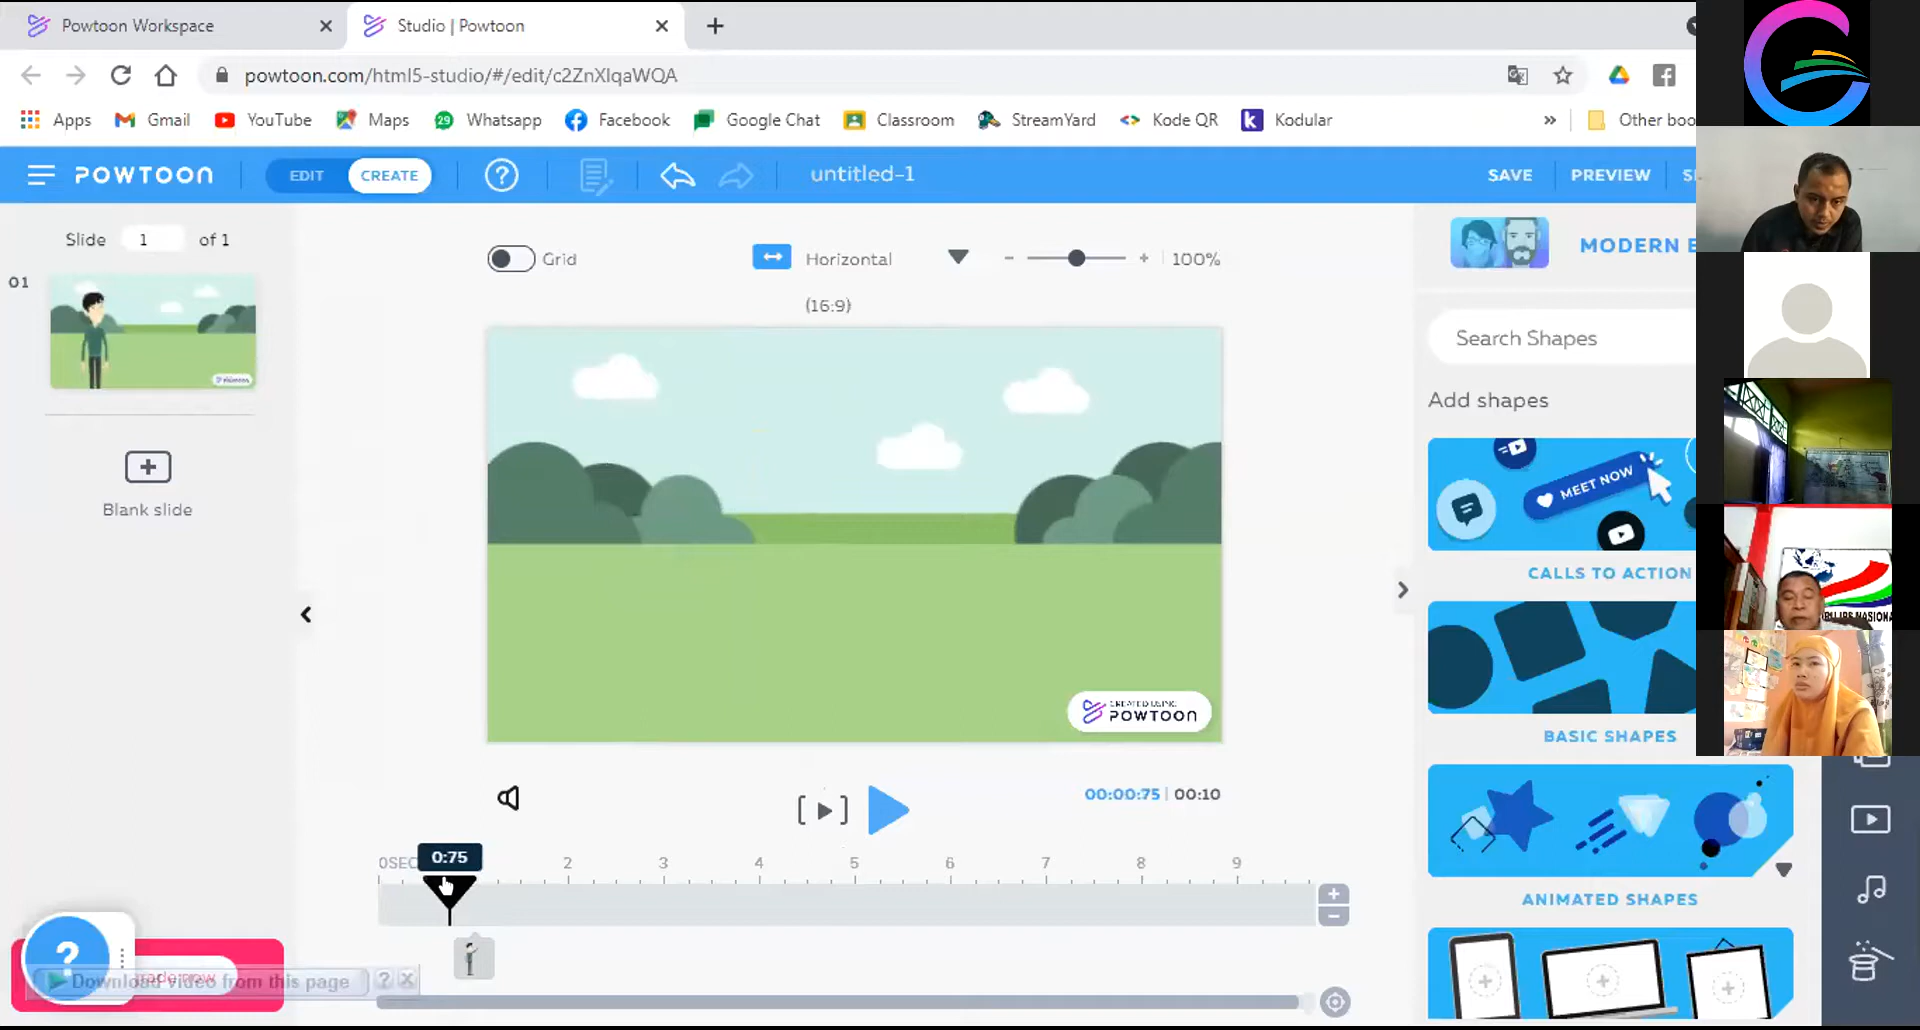 Powtoon Workspace
Studio | Powtoon
powtoon.com/html5-studio/#/edit/c2ZnXlqaWQA
Apps Gmail YouTube Maps 29 Whatsapp Facebook Google Chat Classroom StreamYard Kode QR Kodular » Other boo
POWTOON EDIT CREATE ? untitled-1 SAVE PREVIEW
Slide 1 of 1
Grid
Horizontal
(16:9)
- + 100%
MODERN E
Search Shapes
01
Add shapes
MEET NOW
CALLS TO ACTION
Blank slide
BASIC SHAPES
CREATED USING
POWTOON
00:00:75 | 00:10
0SEC 0:75 2 3 4 5 6 7 8 9
ANIMATED SHAPES
?
Download video from this page ?
NASIONA